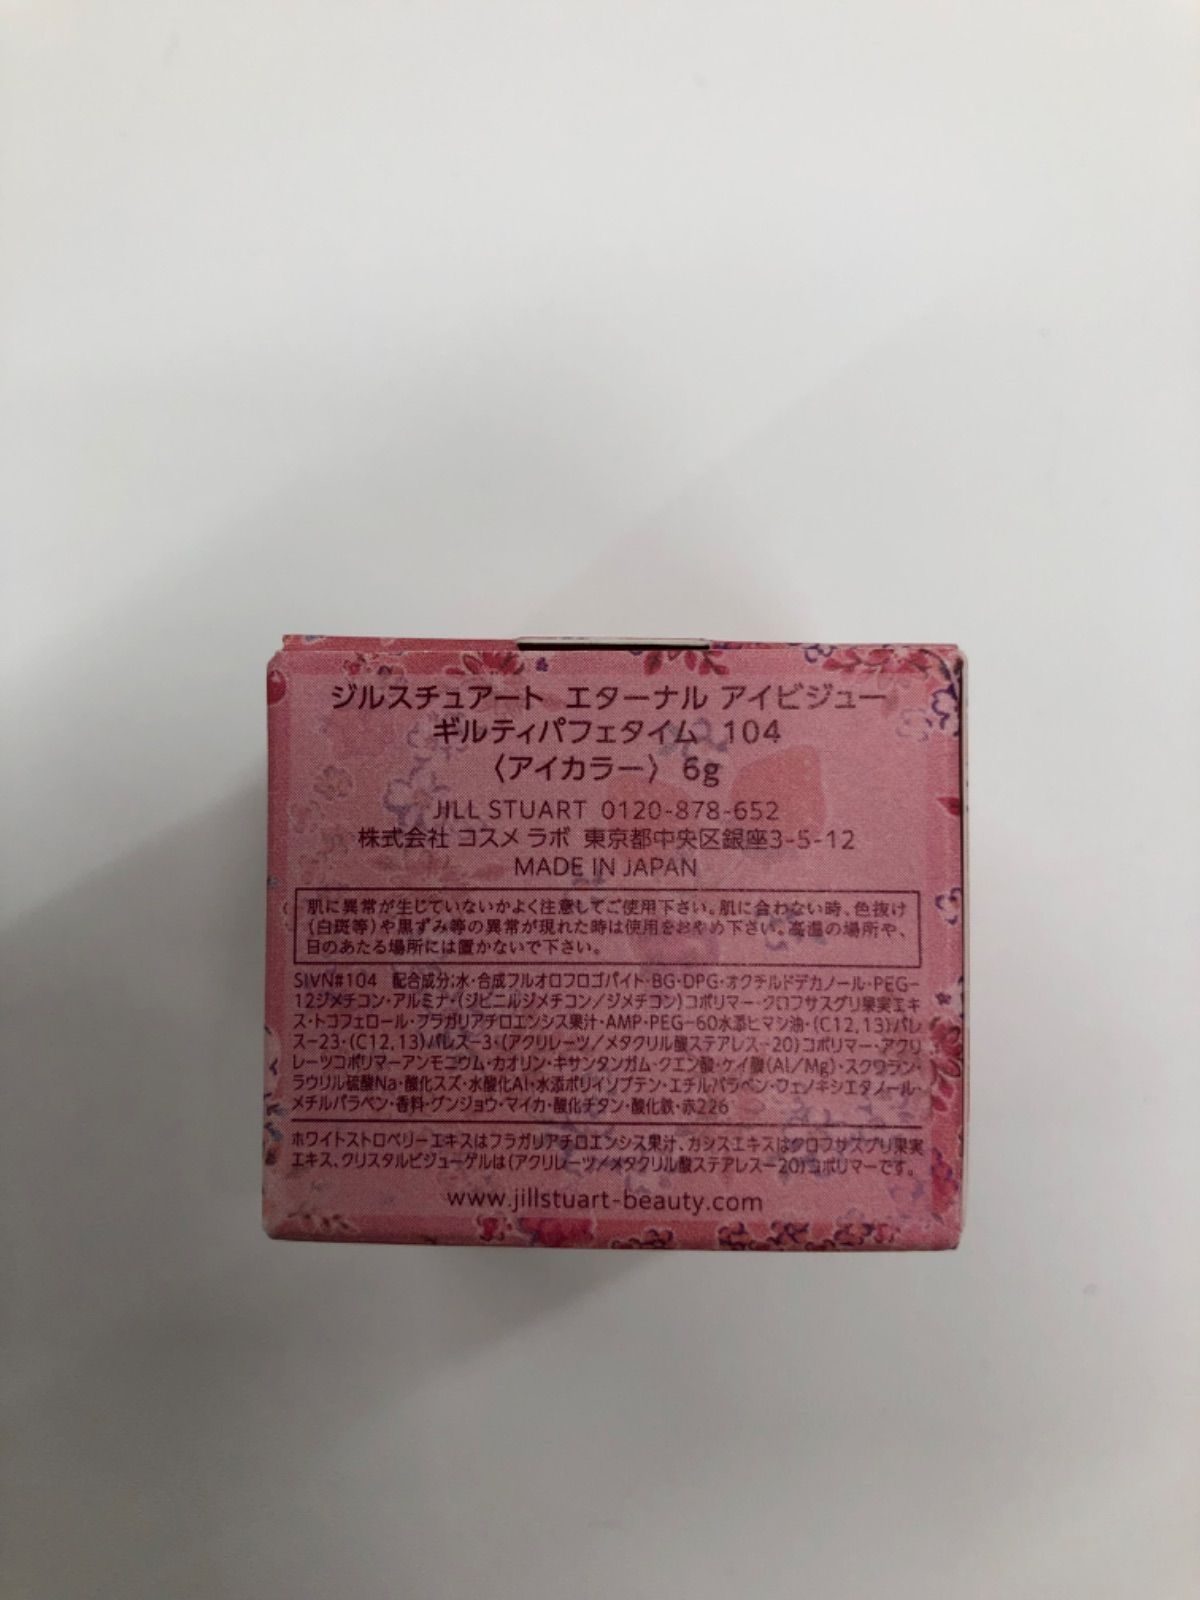 ジルスチュアート エターナル アイビジュー
ギルティパフェタイム 104
〈アイカラー〉 6g
JILL STUART 0120-878-652
株式会社 コスメ ラボ 東京都中央区銀座3-5-12
MADE IN JAPAN
肌に異常が生じていないかよく注意してご使用下さい。肌に合わない時、色抜け
(白斑等)や黒ずみ等の異常が現れた時は使用をおやめ下さい。高温の場所や、
日のあたる場所には置かないで下さい。
SIVN#104 配合成分:水・合成フルオロフロゴパイト・BG・DPG・オクチルドデカノール・PEG-
12ジメチコン・アルミナ・(ジビニルジメチコン/ジメチコン)コポリマー・クロフサスグリ果実エキ
ス・トコフェロール・フラガリアチロエンシス果汁・AMP・PEG-60水添ヒマシ油・(C12,13)パレ
ス-23・(C12,13)パレス-3・(アクリレーツ/メタクリル酸ステアレス-20)コポリマー・アクリ
レーツコポリマーアンモニウム・カオリン・キサンタンガム・クエン酸・ケイ酸(Al/Mg)・スクワラン・
ラウリル硫酸Na・酸化スズ・水酸化Al・水添ポリイソブテン・エチルパラベン・フェノキシエタノール・
メチルパラベン・香料・グンジョウ・マイカ・酸化チタン・酸化鉄・赤226
ホワイトストロベリーエキスはフラガリアチロエンシス果汁、カシスエキスはクロフサスグリ果実
エキス、クリスタルビジューゲルは(アクリレーツ/メタクリル酸ステアレス-20)コポリマーです。
www.jillstuart-beauty.com